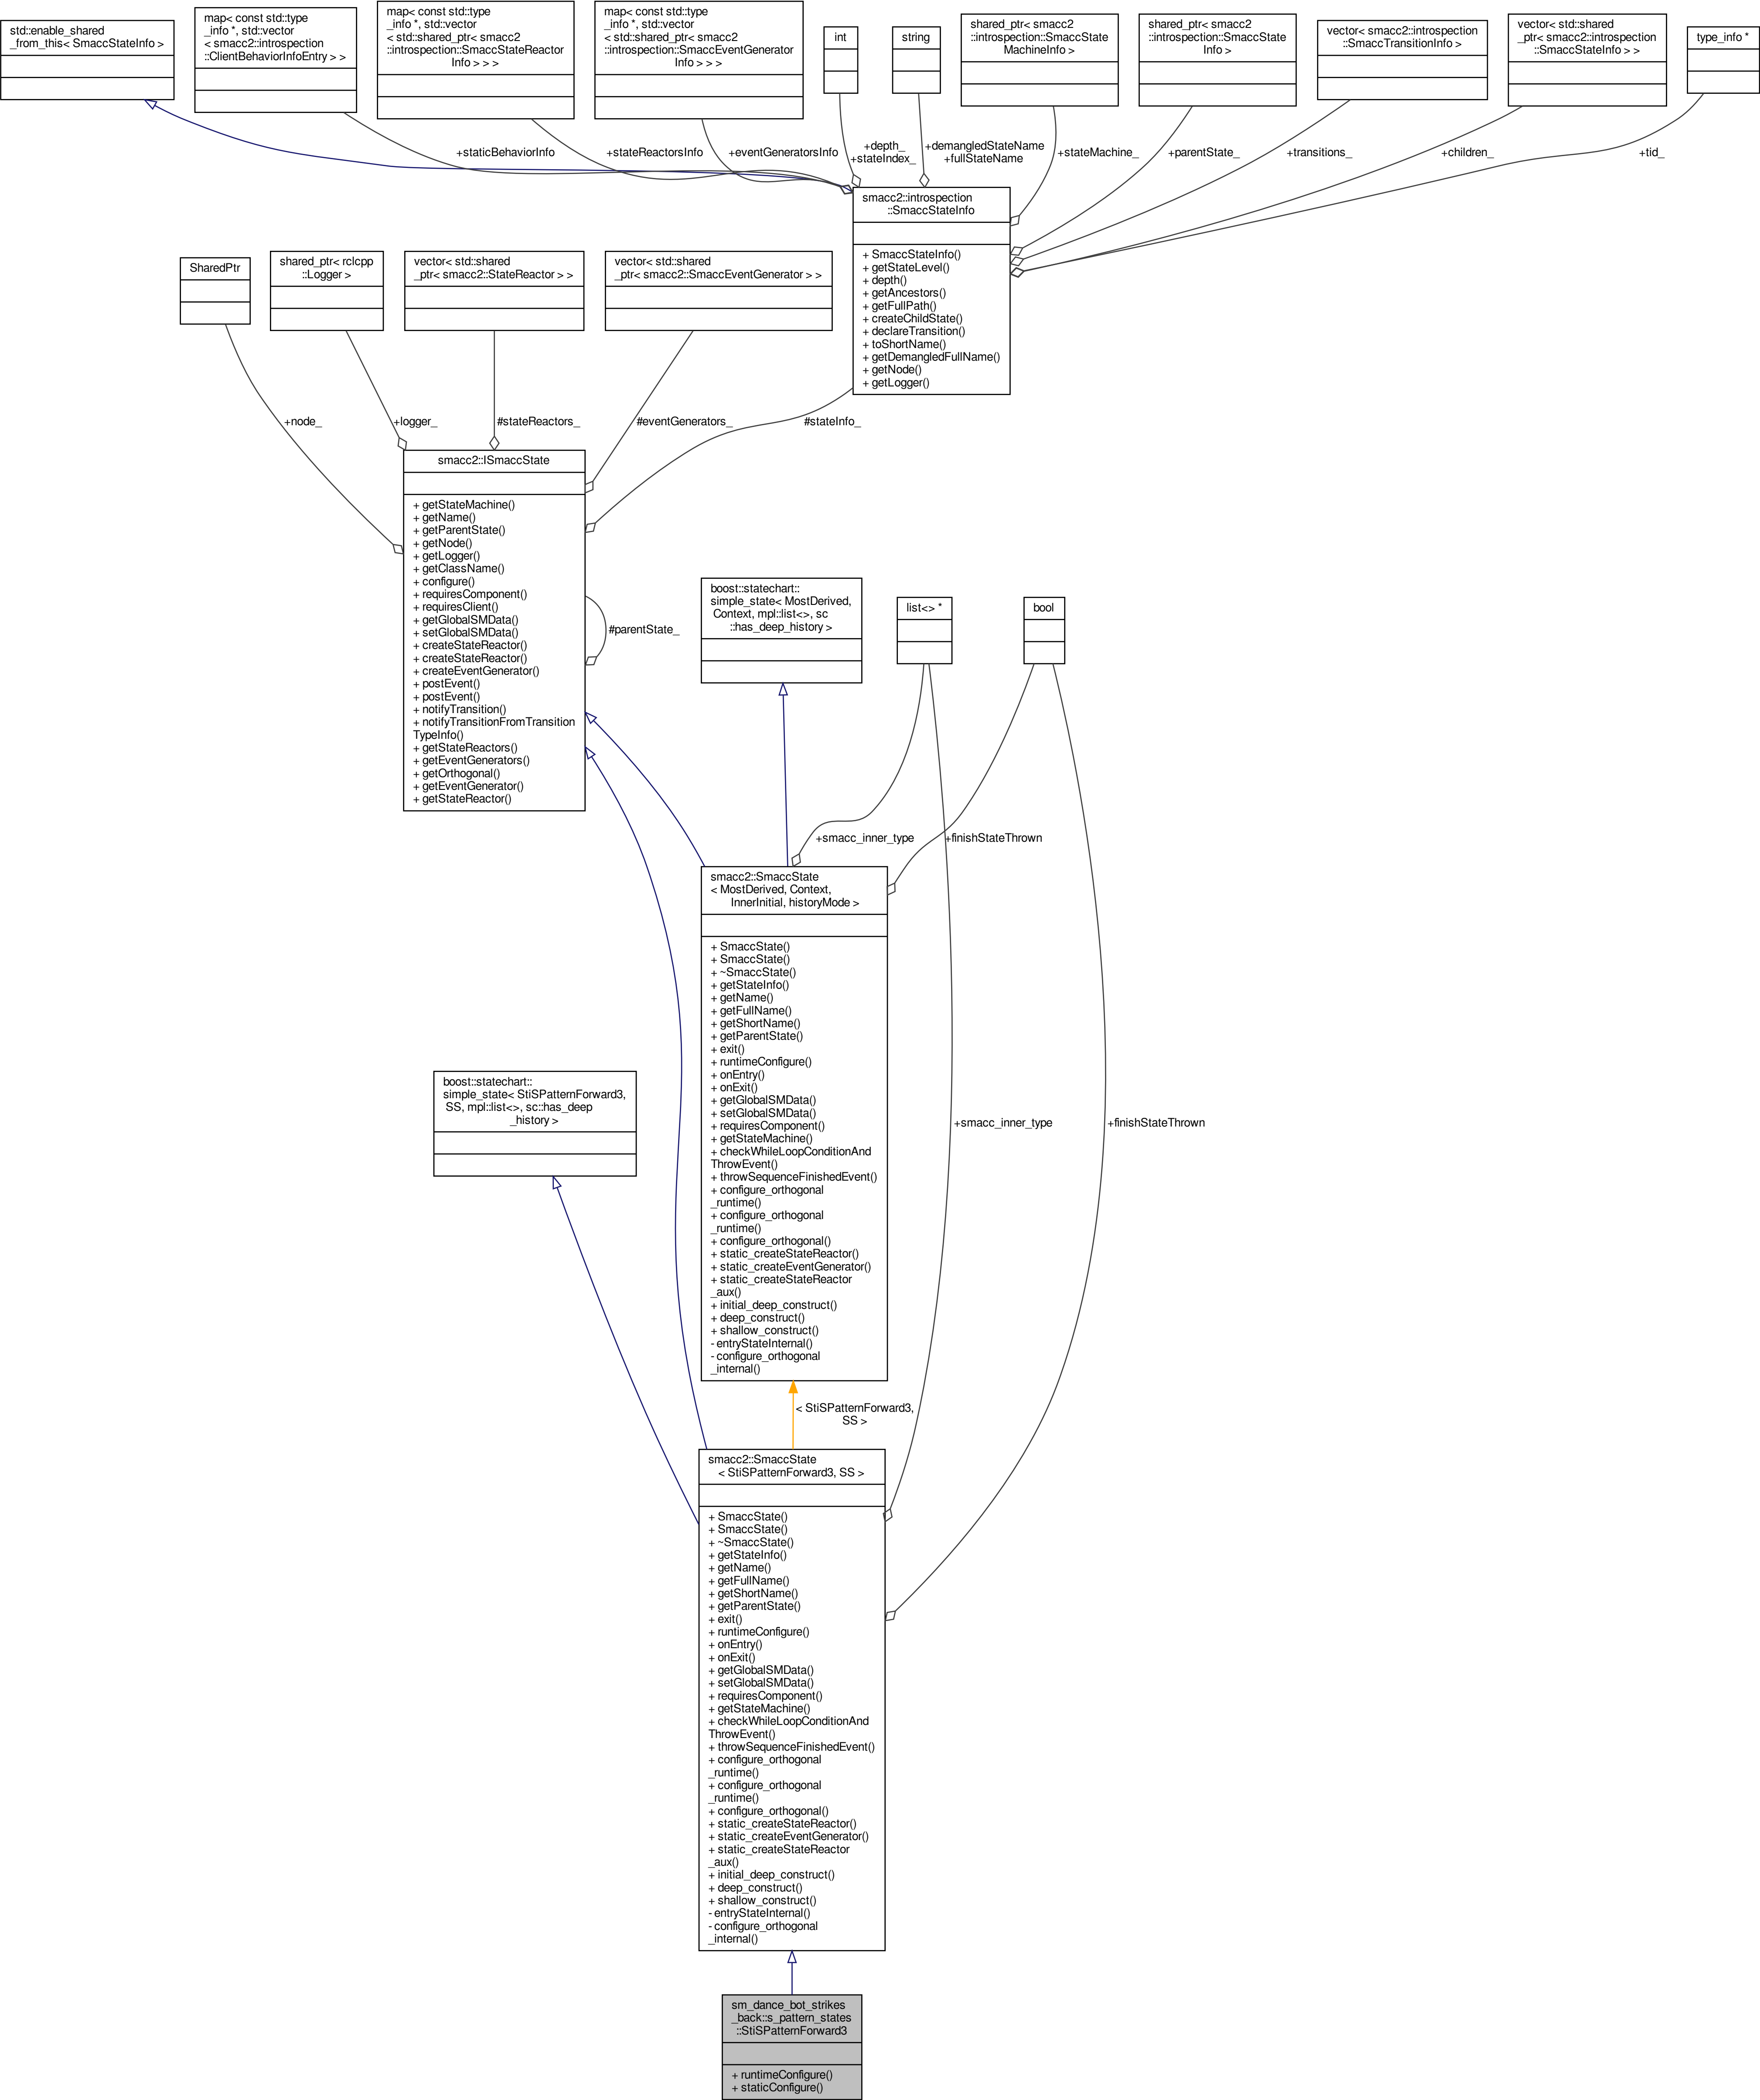 std::enable_shared
_from_this< SmaccStateInfo >
map< const std::type
_info *, std::vector
< smacc2::introspection
::ClientBehaviorInfoEntry > >
map< const std::type
_info *, std::vector
< std::shared_ptr< smacc2
::introspection::SmaccStateReactor
Info > > >
map< const std::type
_info *, std::vector
< std::shared_ptr< smacc2
::introspection::SmaccEventGenerator
Info > > >
int
string
shared_ptr< smacc2
::introspection::SmaccState
MachineInfo >
shared_ptr< smacc2
::introspection::SmaccState
Info >
vector< smacc2::introspection
::SmaccTransitionInfo >
vector< std::shared
_ptr< smacc2::introspection
::SmaccStateInfo > >
type_info *
+staticBehaviorInfo
+stateReactorsInfo
+eventGeneratorsInfo
+depth_
+stateIndex_
+demangledStateName
+fullStateName
+stateMachine_
+parentState_
+transitions_
+children_
+tid_
smacc2::introspection
::SmaccStateInfo
+ SmaccStateInfo()
+ getStateLevel()
+ depth()
+ getAncestors()
+ getFullPath()
+ createChildState()
+ declareTransition()
+ toShortName()
+ getDemangledFullName()
+ getNode()
+ getLogger()
SharedPtr
shared_ptr< rclcpp
::Logger >
vector< std::shared
_ptr< smacc2::StateReactor > >
vector< std::shared
_ptr< smacc2::SmaccEventGenerator > >
+node_
+logger_
#stateReactors_
#eventGenerators_
#stateInfo_
smacc2::ISmaccState
+ getStateMachine()
+ getName()
+ getParentState()
+ getNode()
+ getLogger()
+ getClassName()
+ configure()
+ requiresComponent()
+ requiresClient()
+ getGlobalSMData()
+ setGlobalSMData()
+ createStateReactor()
+ createStateReactor()
+ createEventGenerator()
+ postEvent()
+ postEvent()
+ notifyTransition()
+ notifyTransitionFromTransition
TypeInfo()
+ getStateReactors()
+ getEventGenerators()
+ getOrthogonal()
+ getEventGenerator()
+ getStateReactor()
#parentState_
boost::statechart::
simple_state< MostDerived,
Context, mpl::list<>, sc
::has_deep_history >
list<> *
bool
+smacc_inner_type
+finishStateThrown
smacc2::SmaccState
< MostDerived, Context,
InnerInitial, historyMode >
+ SmaccState()
+ SmaccState()
+ ~SmaccState()
+ getStateInfo()
+ getName()
+ getFullName()
+ getShortName()
+ getParentState()
+ exit()
+ runtimeConfigure()
+ onEntry()
+ onExit()
+ getGlobalSMData()
+ setGlobalSMData()
+ requiresComponent()
+ getStateMachine()
+ checkWhileLoopConditionAnd
ThrowEvent()
+ throwSequenceFinishedEvent()
+ configure_orthogonal
_runtime()
+ configure_orthogonal
_runtime()
+ configure_orthogonal()
+ static_createStateReactor()
+ static_createEventGenerator()
+ static_createStateReactor
_aux()
+ initial_deep_construct()
+ deep_construct()
+ shallow_construct()
- entryStateInternal()
- configure_orthogonal
_internal()
boost::statechart::
simple_state< StiSPatternForward3,
SS, mpl::list<>, sc::has_deep
_history >
+smacc_inner_type
+finishStateThrown
< StiSPatternForward3,
SS >
smacc2::SmaccState
< StiSPatternForward3, SS >
+ SmaccState()
+ SmaccState()
+ ~SmaccState()
+ getStateInfo()
+ getName()
+ getFullName()
+ getShortName()
+ getParentState()
+ exit()
+ runtimeConfigure()
+ onEntry()
+ onExit()
+ getGlobalSMData()
+ setGlobalSMData()
+ requiresComponent()
+ getStateMachine()
+ checkWhileLoopConditionAnd
ThrowEvent()
+ throwSequenceFinishedEvent()
+ configure_orthogonal
_runtime()
+ configure_orthogonal
_runtime()
+ configure_orthogonal()
+ static_createStateReactor()
+ static_createEventGenerator()
+ static_createStateReactor
_aux()
+ initial_deep_construct()
+ deep_construct()
+ shallow_construct()
- entryStateInternal()
- configure_orthogonal
_internal()
sm_dance_bot_strikes
_back::s_pattern_states
::StiSPatternForward3
+ runtimeConfigure()
+ staticConfigure()